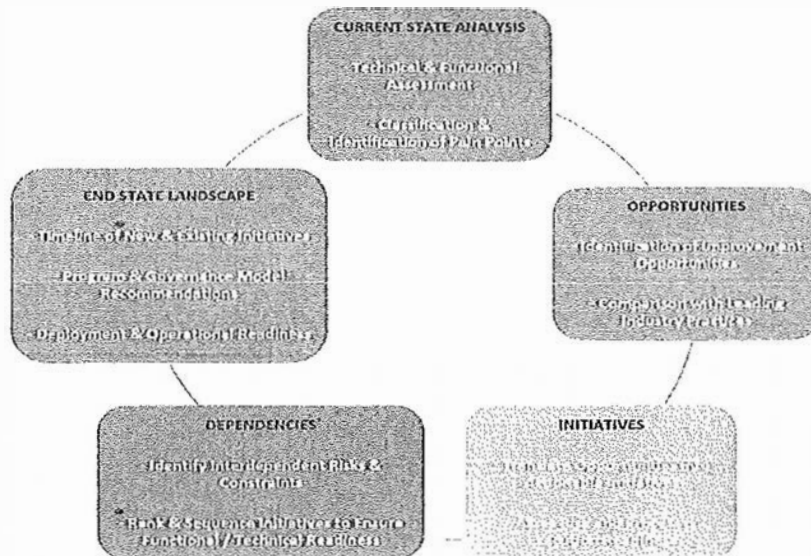 CURRENT STATE ANALYSIS
- Technical & Functional
Assessment
- Classification &
Identification of Pain Points
END STATE LANDSCAPE
- Timeline of New & Existing Initiatives
- Program & Governance Model
Recommendations
- Deployment & Operational Readiness
OPPORTUNITIES
- Identification of Improvement
Opportunities
- Comparison with Leading
Industry Practices
DEPENDENCIES
- Identify Interdependent Risks &
Constraints
- Rank & Sequence Initiatives to Ensure
Functional / Technical Readiness
INITIATIVES